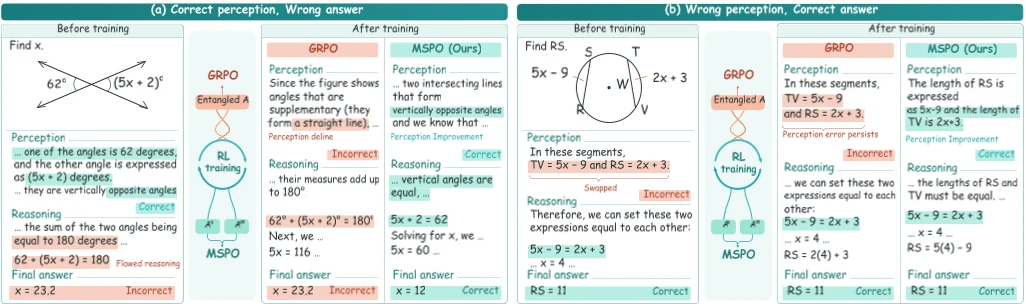 (a) Correct perception, Wrong answer
Before training
After training
Find x.
62°
(5x + 2)°
Perception
... one of the angles is 62 degrees,
and the other angle is expressed
as (5x + 2) degrees.
... they are vertically opposite angles
Correct
Reasoning
... the sum of the two angles being
equal to 180 degrees ...
62 + (5x + 2) = 180
Flawed reasoning
Final answer
x = 23.2
Incorrect
GRPO
Entangled A
RL
training
MSPO
GRPO
Perception
Since the figure shows
angles that are
supplementary (they
form a straight line), ...
Perception decline
Incorrect
Reasoning
... their measures add up
to 180°
62° + (5x + 2)° = 180°
Next, we ...
5x = 116 ...
Final answer
x = 23.2
Incorrect
MSPO (Ours)
Perception
... two intersecting lines
that form
vertically opposite angles
and we know that ...
Perception Improvement
Correct
Reasoning
... vertical angles are
equal, ...
5x + 2 = 62
Solving for x, we ...
5x = 60 ...
Final answer
x = 12
Correct
(b) Wrong perception, Correct answer
Before training
After training
Find RS.
S
T
5x − 9
W
2x + 3
R
V
Perception
In these segments,
TV = 5x − 9 and RS = 2x + 3.
Swapped
Incorrect
Reasoning
Therefore, we can set these two
expressions equal to each other:
5x − 9 = 2x + 3
... x = 4 ...
Final answer
RS = 11
Correct
GRPO
Entangled A
RL
training
MSPO
GRPO
Perception
In these segments,
TV = 5x − 9
and RS = 2x + 3.
Perception error persists
Incorrect
Reasoning
... we can set these two
expressions equal to each
other:
5x − 9 = 2x + 3
... x = 4 ...
RS = 2(4) + 3
Final answer
RS = 11
Correct
MSPO (Ours)
Perception
The length of RS is
expressed
as 5x−9 and the length of
TV is 2x+3.
Perception Improvement
Correct
Reasoning
... the lengths of RS and
TV must be equal. ...
5x − 9 = 2x + 3
... x = 4 ...
RS = 5(4) − 9
Final answer
RS = 11
Correct